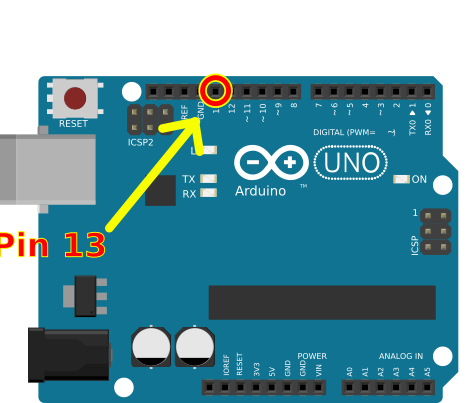 RESET
ICSP2
REF
GND
1
12
~11
~10
~9
8
7
~6
~5
4
~3
2
TX0 ▶1
RX0 ◀0
DIGITAL (PWM= ~)
L
TX
RX
UNO
Arduino
TM
ON
1
ICSP
Pin 13
IOREF
RESET
3V3
5V
GND
GND
VIN
POWER
ANALOG IN
A0
A1
A2
A3
A4
A5